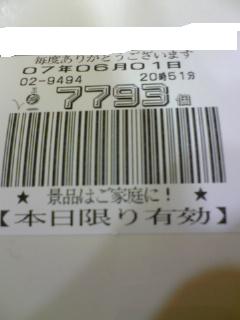 毎度ありがとうございます
07年06月01日
02-9494 20時51分
7793個
★ 景品はご家庭に! ★
【本日限り有効】